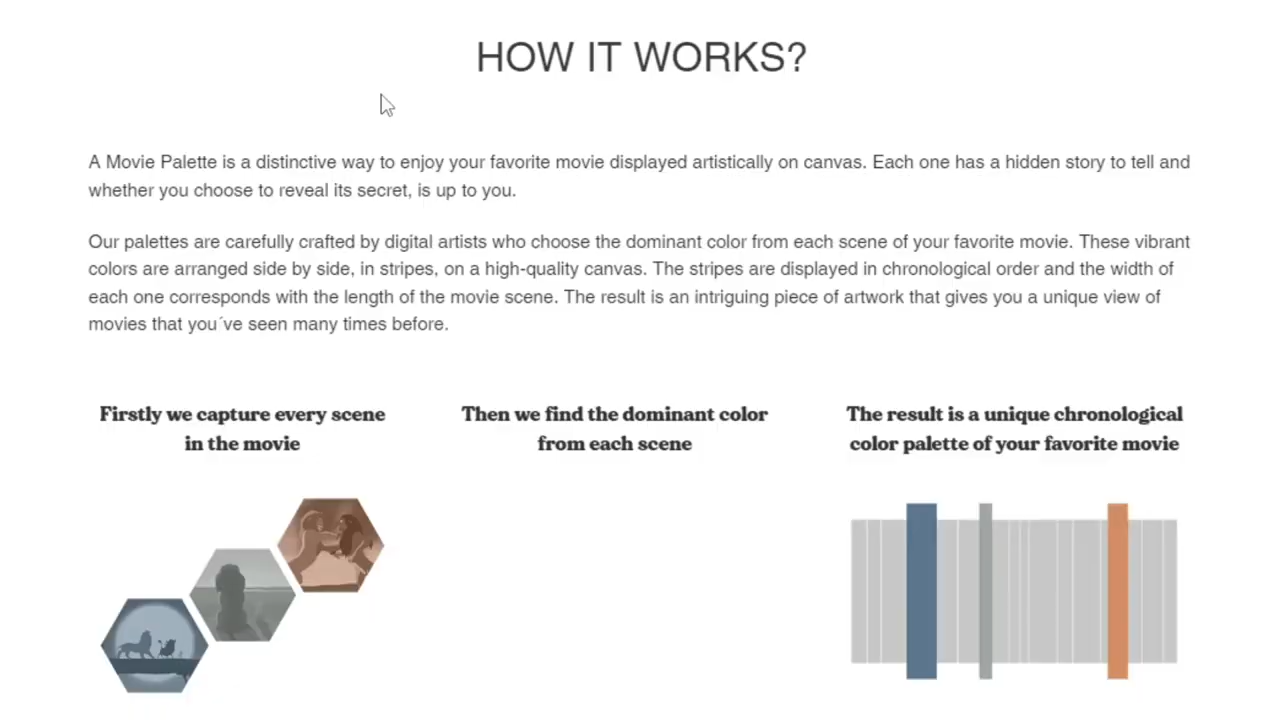 HOW IT WORKS?
A Movie Palette is a distinctive way to enjoy your favorite movie displayed artistically on canvas. Each one has a hidden story to tell and
whether you choose to reveal its secret, is up to you.
Our palettes are carefully crafted by digital artists who choose the dominant color from each scene of your favorite movie. These vibrant
colors are arranged side by side, in stripes, on a high-quality canvas. The stripes are displayed in chronological order and the width of
each one corresponds with the length of the movie scene. The result is an intriguing piece of artwork that gives you a unique view of
movies that you´ve seen many times before.
Firstly we capture every scene
in the movie
Then we find the dominant color
from each scene
The result is a unique chronological
color palette of your favorite movie